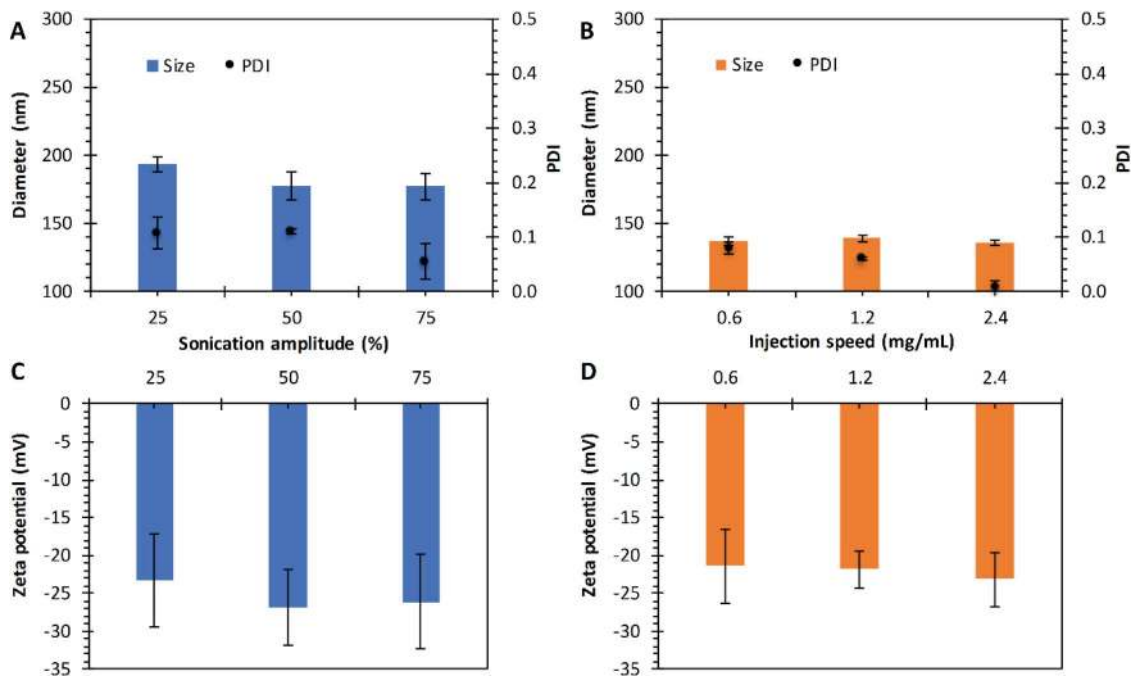 A
Size
PDI
300
250
200
150
100
0.5
0.4
0.3
0.2
0.1
0.0
Diameter (nm)
PDI
25 50 75
Sonication amplitude (%)
B
Size
PDI
300
250
200
150
100
0.5
0.4
0.3
0.2
0.1
0.0
Diameter (nm)
PDI
0.6 1.2 2.4
Injection speed (mg/mL)
C
25 50 75
0
-5
-10
-15
-20
-25
-30
-35
Zeta potential (mV)
D
0.6 1.2 2.4
0
-5
-10
-15
-20
-25
-30
-35
Zeta potential (mV)